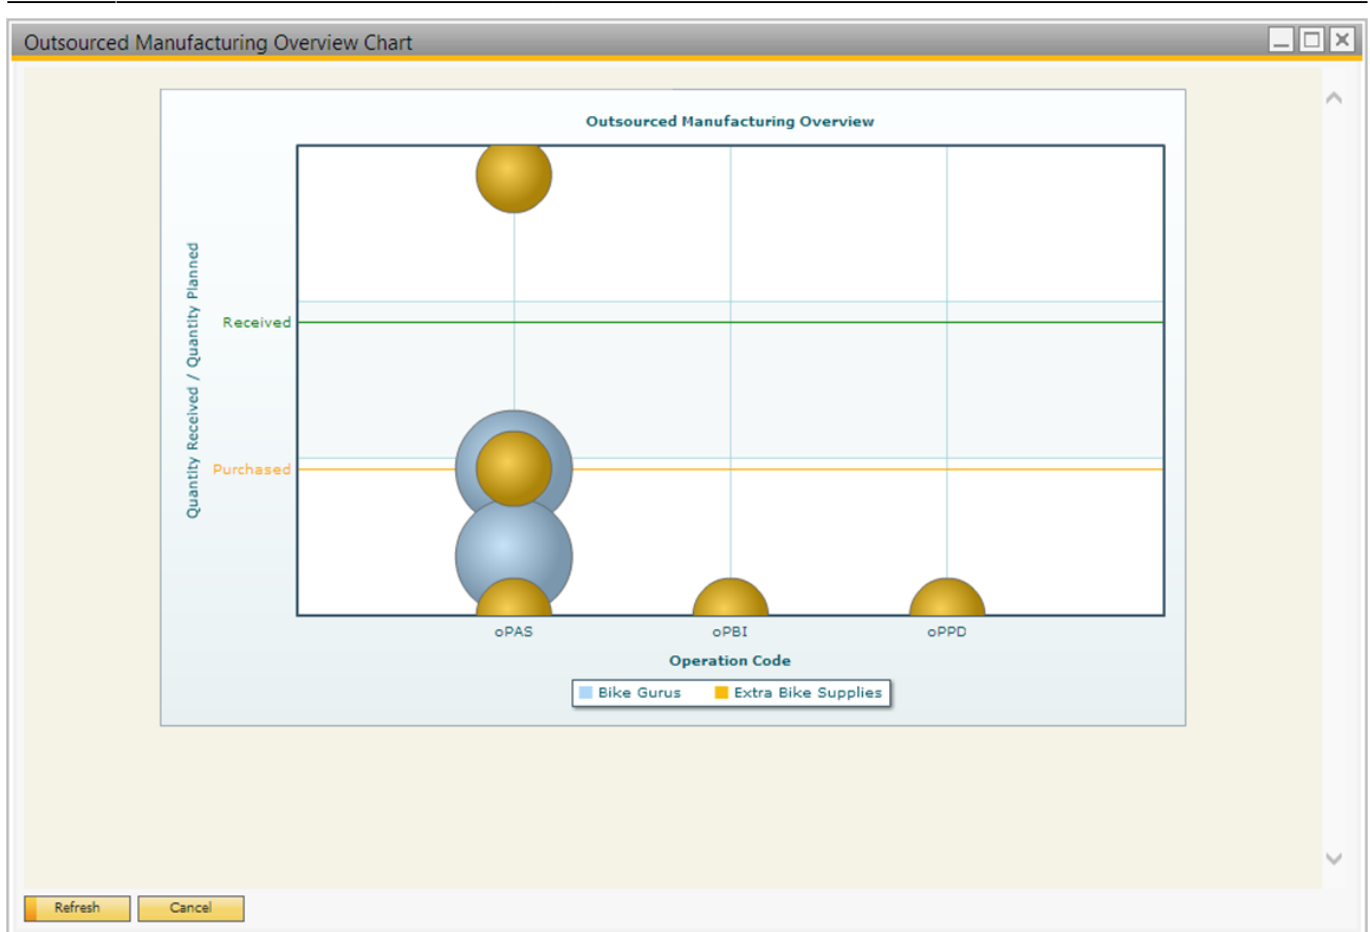 Outsourced Manufacturing Overview Chart
Outsourced Manufacturing Overview
Quantity Received / Quantity Planned
Received
Purchased
oPAS oPBI oPPD
Operation Code
Bike Gurus Extra Bike Supplies
Refresh Cancel